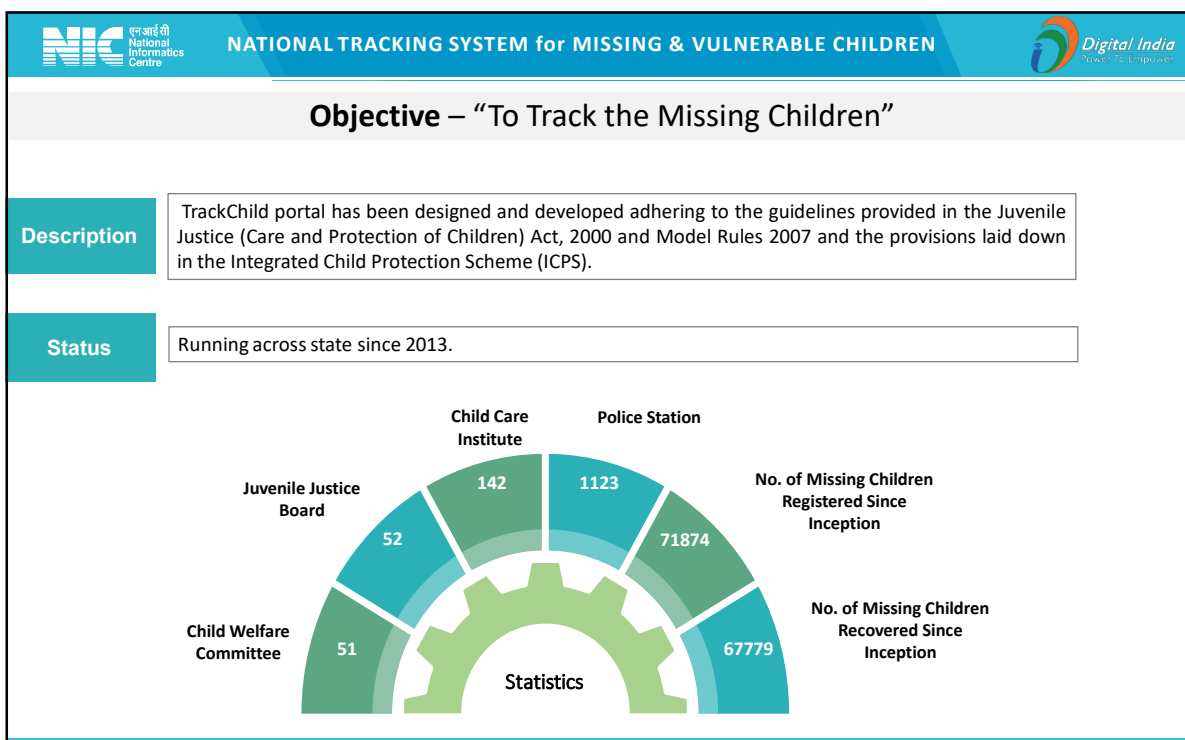 NIC
एन आई सी
National
Informatics
Centre
NATIONAL TRACKING SYSTEM for MISSING & VULNERABLE CHILDREN
Digital India
Power To Empower
Objective – “To Track the Missing Children”
Description
TrackChild portal has been designed and developed adhering to the guidelines provided in the Juvenile
Justice (Care and Protection of Children) Act, 2000 and Model Rules 2007 and the provisions laid down
in the Integrated Child Protection Scheme (ICPS).
Status
Running across state since 2013.
Child Welfare
Committee
51
Juvenile Justice
Board
52
Child Care
Institute
142
Police Station
1123
No. of Missing Children
Registered Since
Inception
71874
No. of Missing Children
Recovered Since
Inception
67779
Statistics